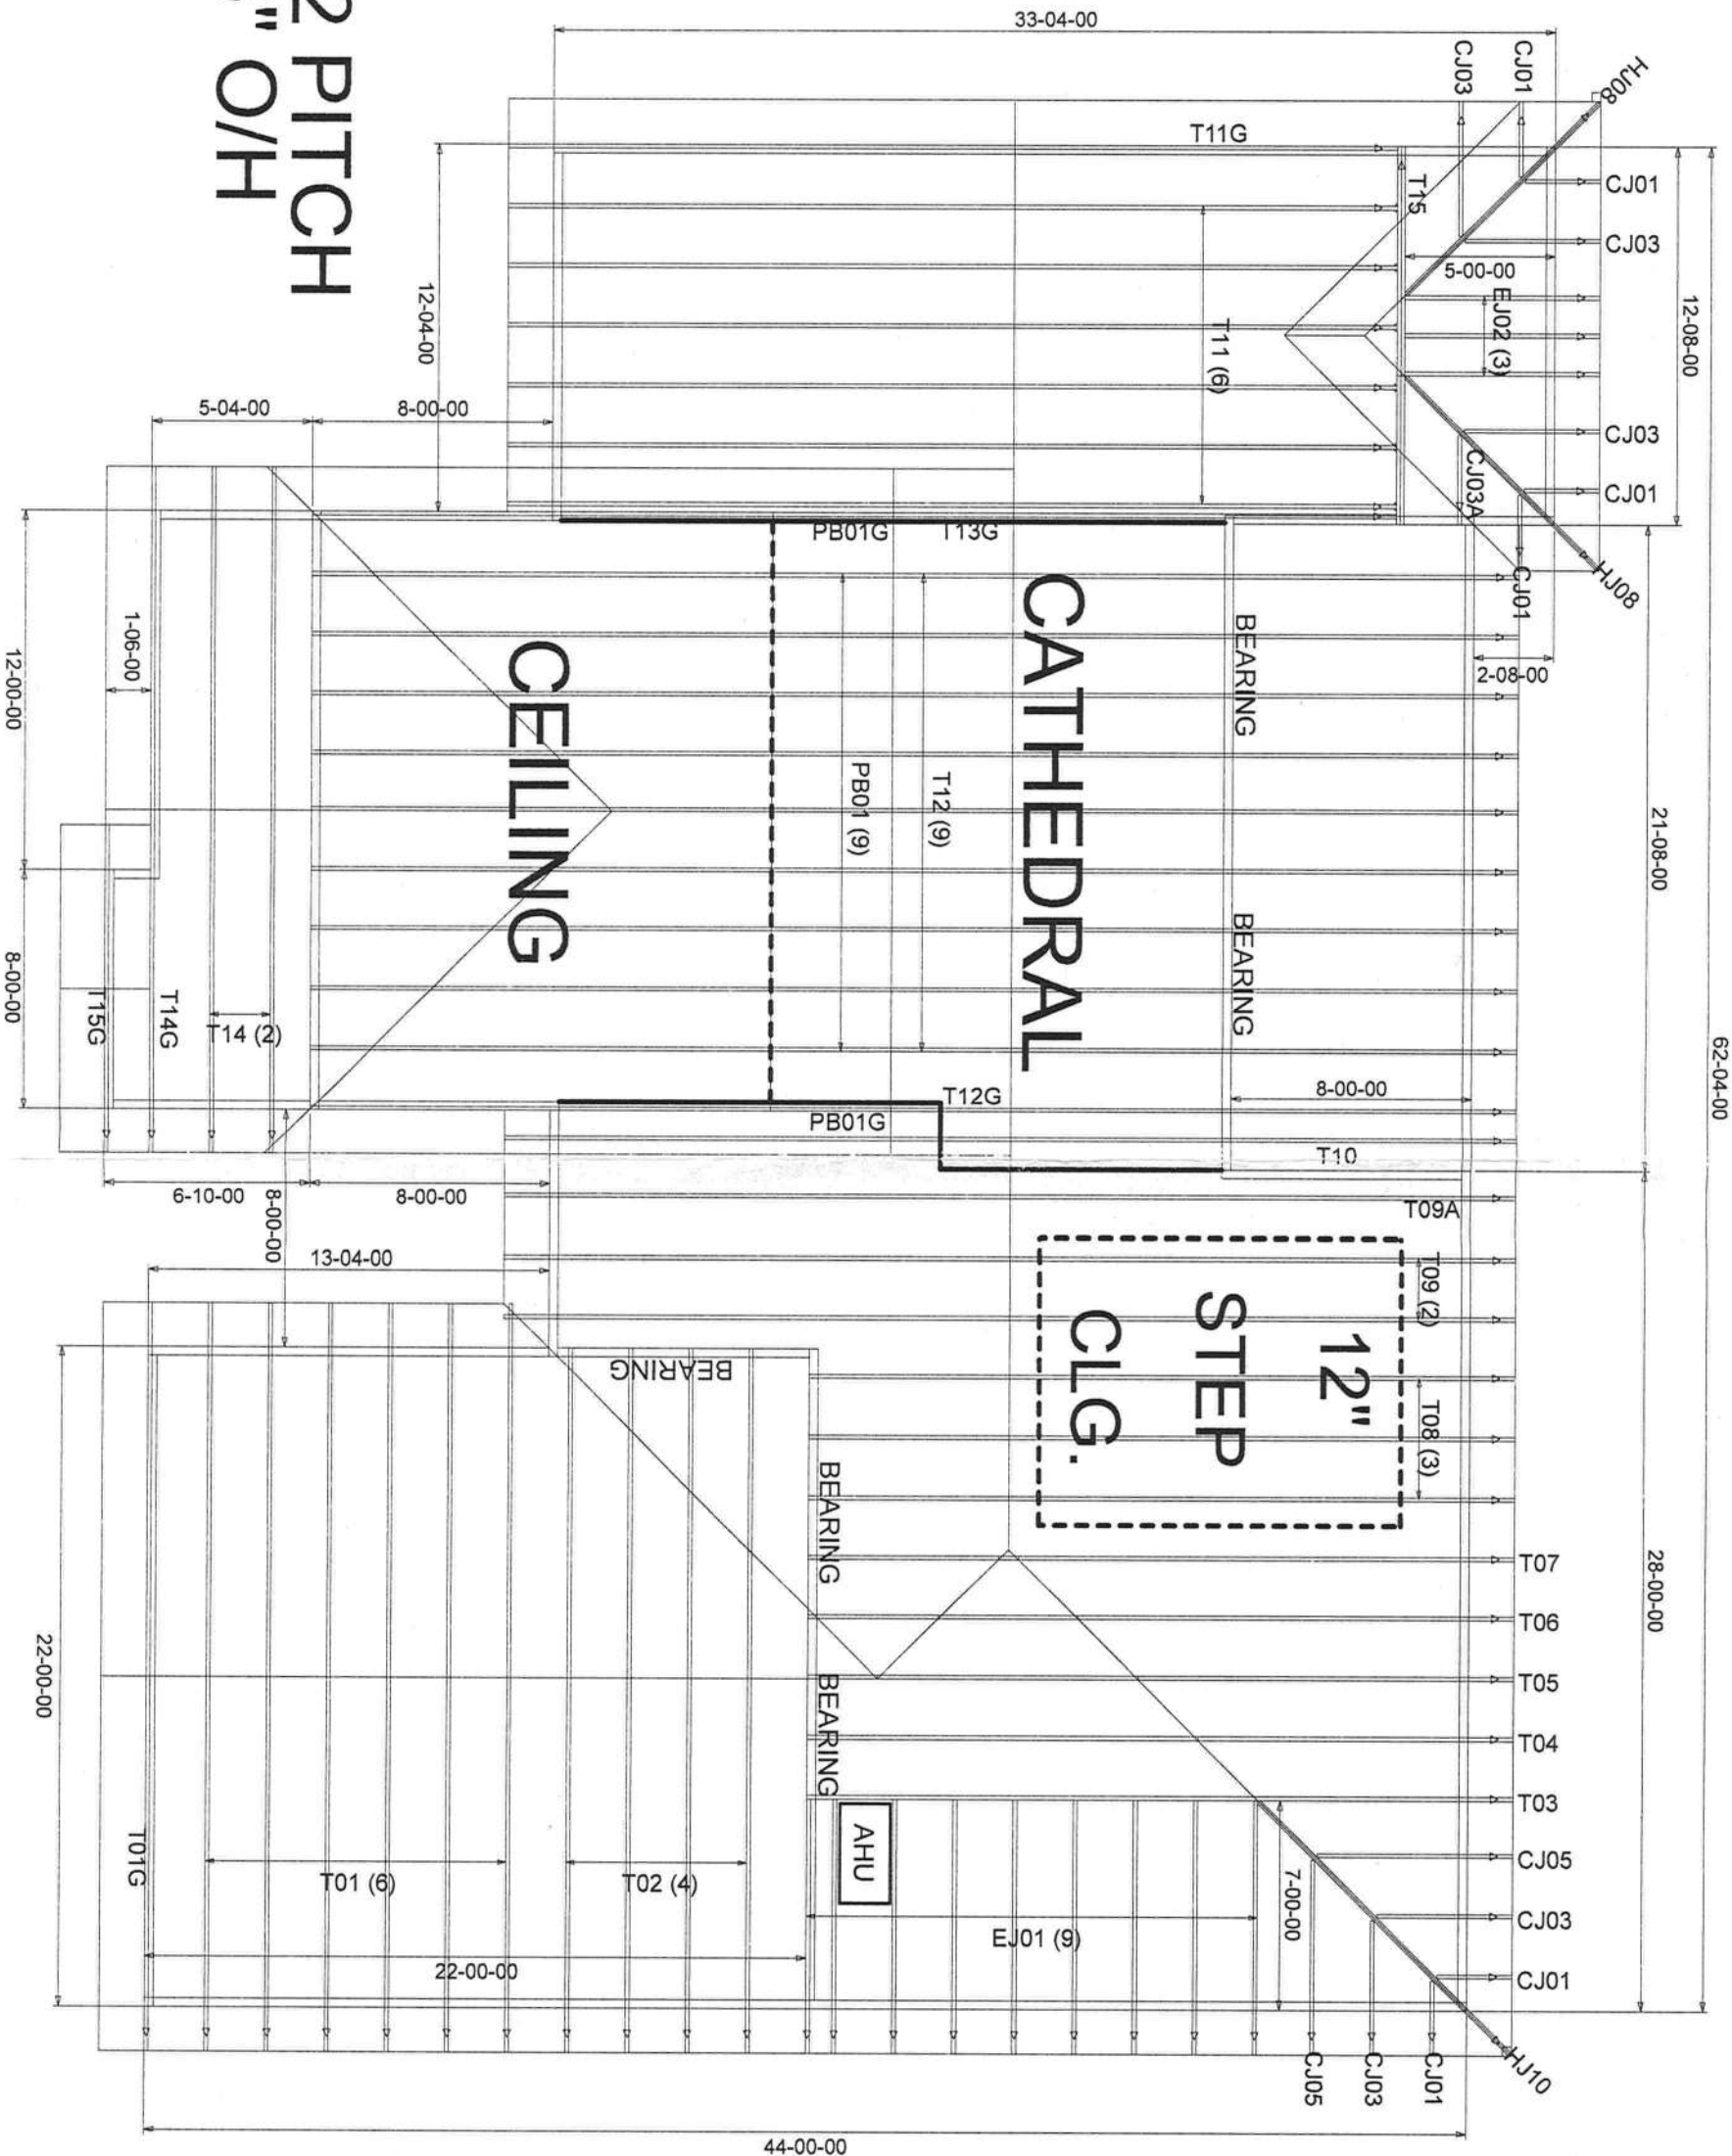 33-04-00
HJ08
CJ01
CJ03
CJ01
CJ03
T11G
T15
5-00-00
EJ02 (3)
12-08-00
62-04-00
PITCH
O/H
12-04-00
T11 (6)
CJ03
CJ01
CJ03A
HJ08
CJ01
5-04-00
8-00-00
PB01G
T13G
2-08-00
21-08-00
1-06-00
12-00-00
8-00-00
CATHEDRAL
CEILING
BEARING
BEARING
T12 (9)
PB01 (9)
T15G
T14G
T14 (2)
T12G
PB01G
8-00-00
T10
6-10-00
8-00-00
8-00-00
13-04-00
T09A
T09 (2)
12"
STEP
CLG.
T08 (3)
BEARING
BEARING
BEARING
28-00-00
T07
T06
T05
T04
T03
22-00-00
T01G
T01 (6)
T02 (4)
AHU
EJ01 (9)
7-00-00
CJ05
CJ03
CJ01
22-00-00
CJ05
CJ03
CJ01
HJ10
44-00-00